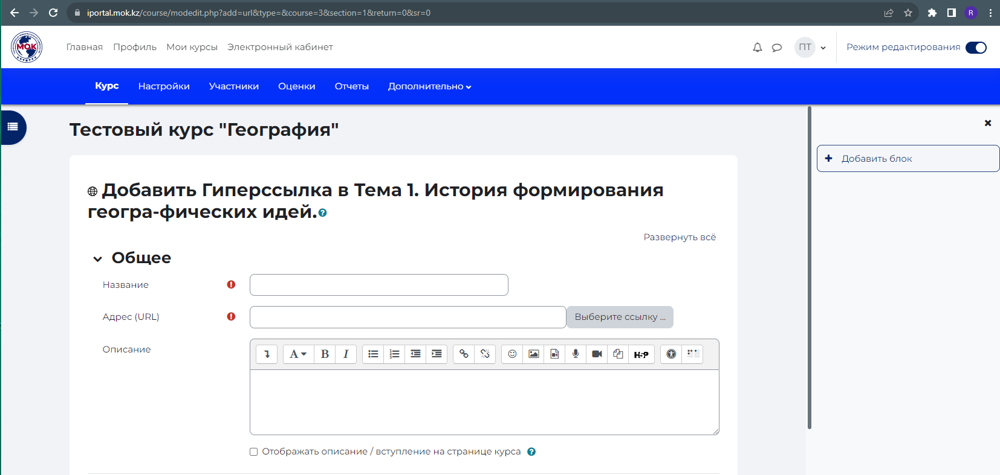 iportal.mok.kz/course/modedit.php?add=url&type=&course=3&section=1&return=0&sr=0
R
МОК
Главная Профиль Мои курсы Электронный кабинет
ПТ
Режим редактирования
Курс Настройки Участники Оценки Отчеты Дополнительно
Тестовый курс "География"
Добавить блок
Добавить Гиперссылка в Тема 1. История формирования
геогра-фических идей.
Развернуть всё
Общее
Название
Адрес (URL)
Выберите ссылку ...
Описание
A B I
H5P
Отображать описание / вступление на странице курса